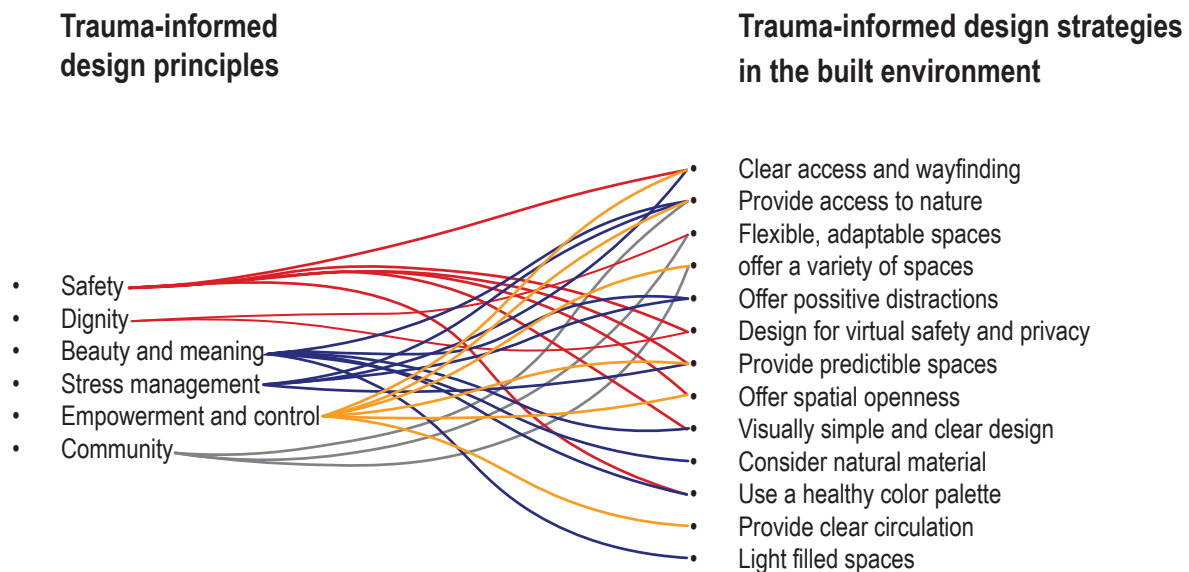 Trauma-informed
design principles
• Safety
• Dignity
• Beauty and meaning
• Stress management
• Empowerment and control
• Community
Trauma-informed design strategies
in the built environment
• Clear access and wayfinding
• Provide access to nature
• Flexible, adaptable spaces
• offer a variety of spaces
• Offer possitive distractions
• Design for virtual safety and privacy
• Provide predictible spaces
• Offer spatial openness
• Visually simple and clear design
• Consider natural material
• Use a healthy color palette
• Provide clear circulation
• Light filled spaces